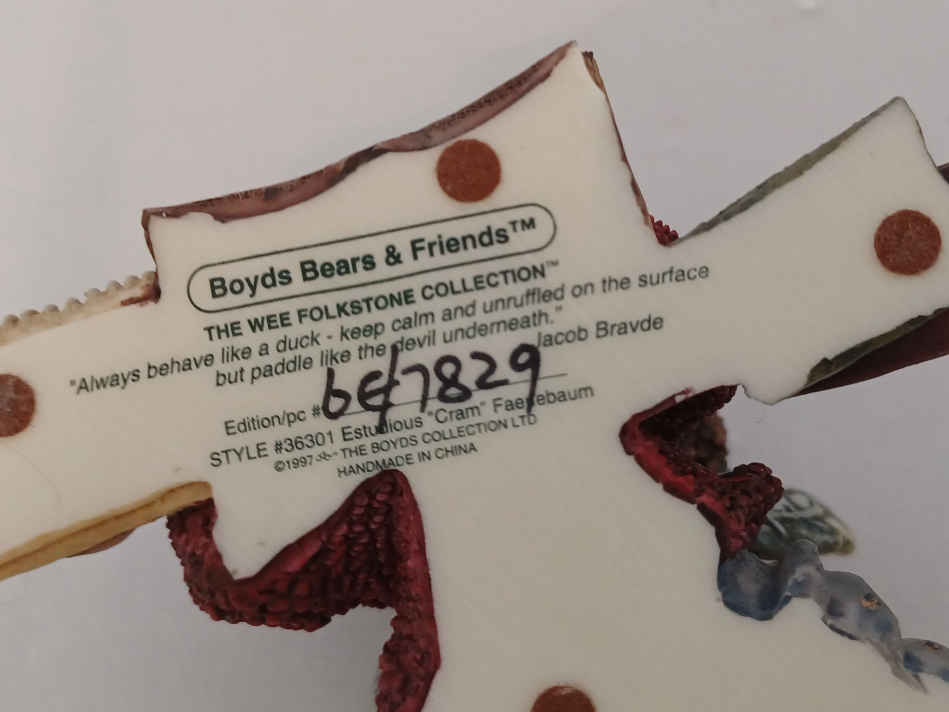 Boyds Bears & Friends™
THE WEE FOLKSTONE COLLECTION™
"Always behave like a duck - keep calm and unruffled on the surface
but paddle like the devil underneath."
Jacob Bravde
Edition/pc # 6E/7829
STYLE #36301 Estudious "Cram" Faeriebaum
©1997 THE BOYDS COLLECTION LTD
HANDMADE IN CHINA